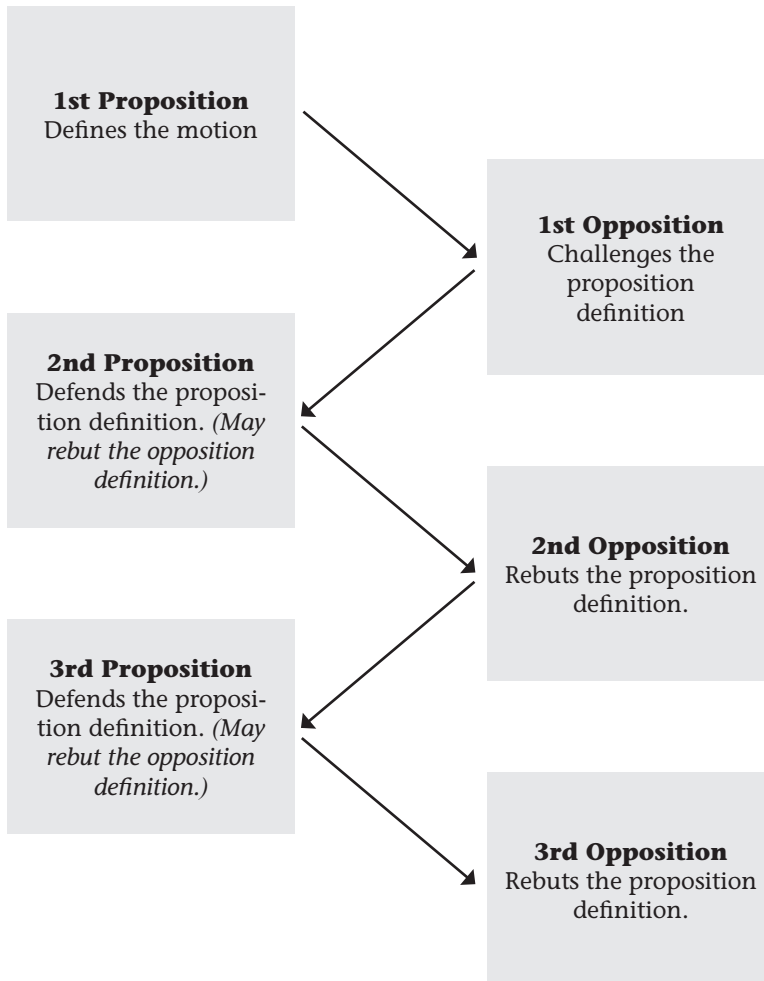 1st Proposition
Defines the motion
1st Opposition
Challenges the
proposition
definition
2nd Proposition
Defends the proposi-
tion definition. (May
rebut the opposition
definition.)
2nd Opposition
Rebuts the proposition
definition.
3rd Proposition
Defends the proposi-
tion definition. (May
rebut the opposition
definition.)
3rd Opposition
Rebuts the proposition
definition.